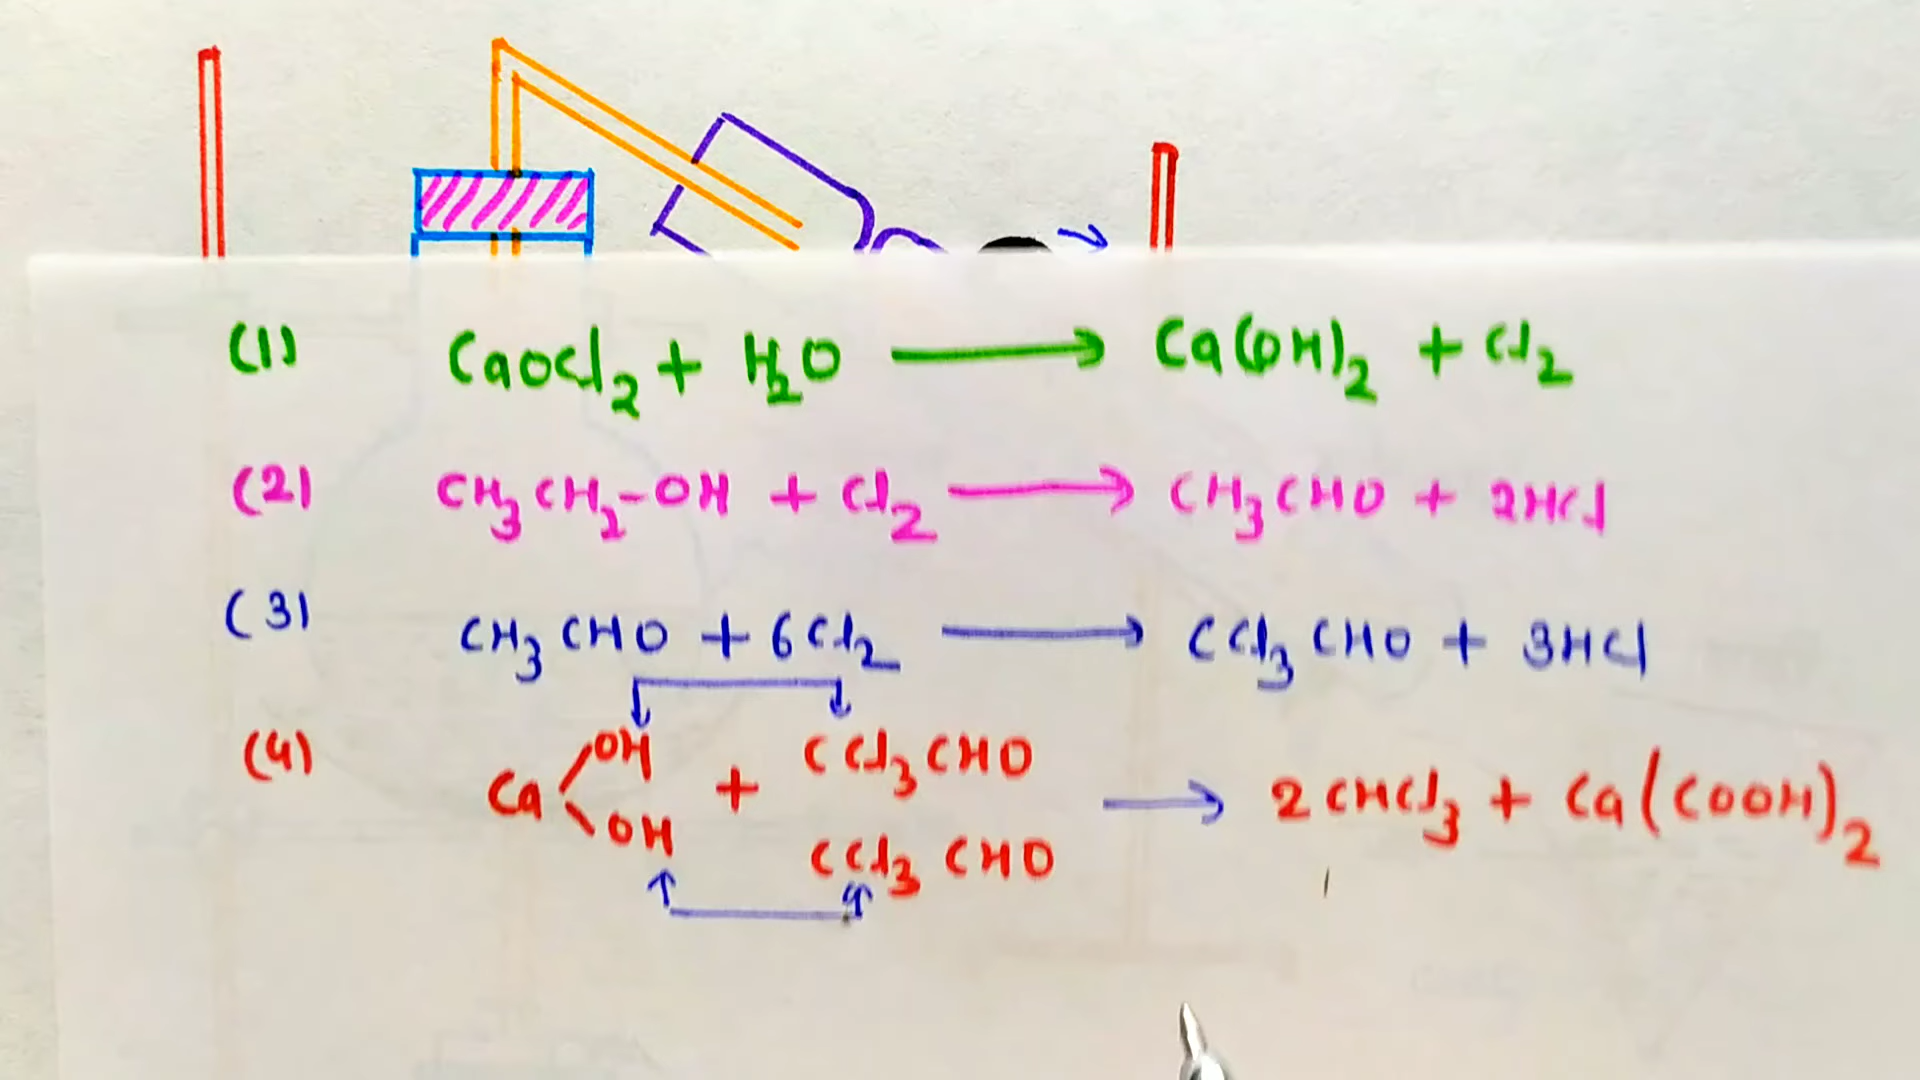 (1) CaOCl2 + H2O ⟶ Ca(OH)2 + Cl2
(2) CH3CH2-OH + Cl2 ⟶ CH3CHO + 2HCl
(3) CH3CHO + 6Cl2 ⟶ CCl3CHO + 3HCl
(4) Ca<OH OH + CCl3CHO CCl3CHO → 2CHCl3 + Ca(COOH)2